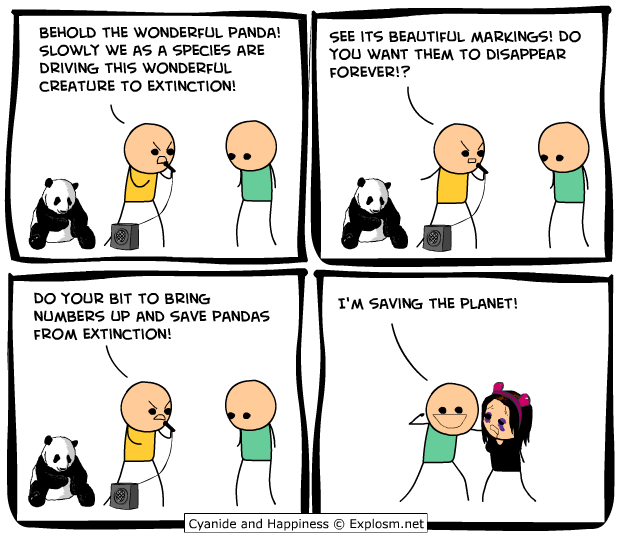 BEHOLD THE WONDERFUL PANDA!
SLOWLY WE AS A SPECIES ARE
DRIVING THIS WONDERFUL
CREATURE TO EXTINCTION!
SEE ITS BEAUTIFUL MARKINGS! DO
YOU WANT THEM TO DISAPPEAR
FOREVER!?
DO YOUR BIT TO BRING
NUMBERS UP AND SAVE PANDAS
FROM EXTINCTION!
I'M SAVING THE PLANET!
Cyanide and Happiness © Explosm.net